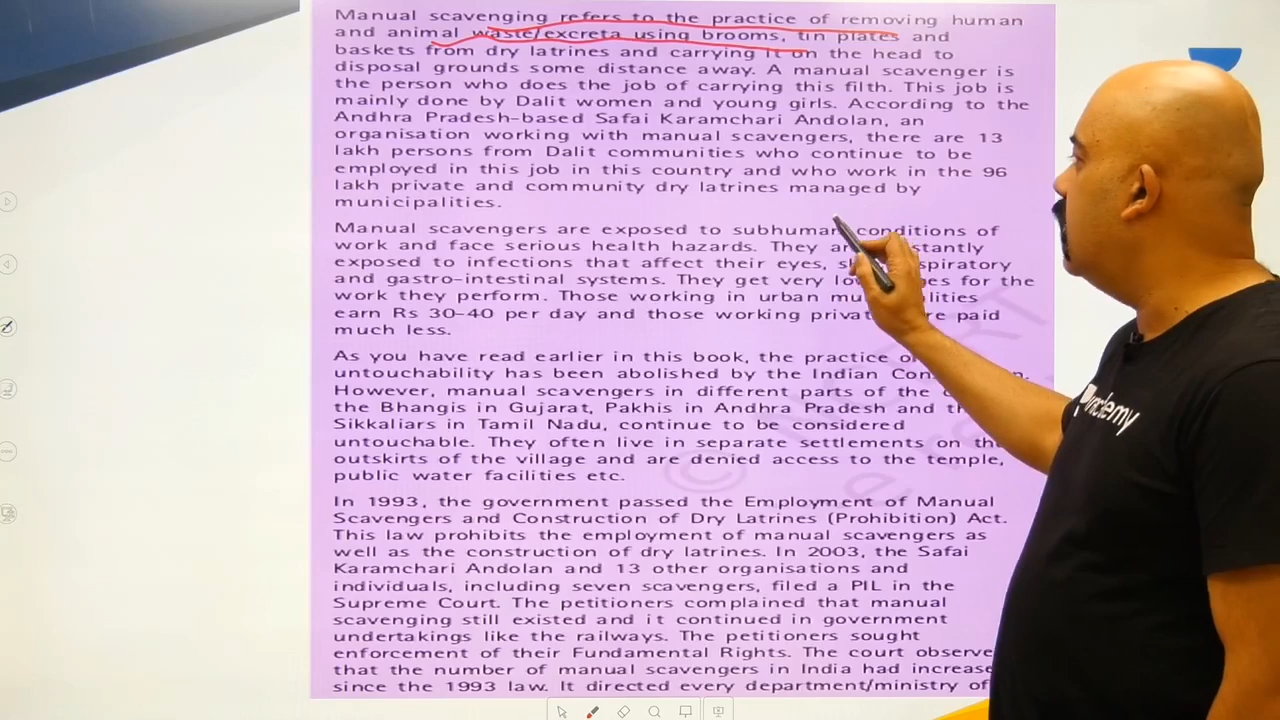 Manual scavenging refers to the practice of removing human
and animal waste/excreta using brooms, tin plates and
baskets from dry latrines and carrying it on the head to
disposal grounds some distance away. A manual scavenger is
the person who does the job of carrying this filth. This job is
mainly done by Dalit women and young girls. According to the
Andhra Pradesh-based Safai Karamchari Andolan, an
organisation working with manual scavengers, there are 13
lakh persons from Dalit communities who continue to be
employed in this job in this country and who work in the 96
lakh private and community dry latrines managed by
municipalities.
Manual scavengers are exposed to subhuman conditions of
work and face serious health hazards. They are stantly
exposed to infections that affect their eyes, spiratory
and gastro-intestinal systems. They get very for the
work they perform. Those working in urban lities
earn Rs 30-40 per day and those working paid
much less.
As you have read earlier in this book, the practice
untouchability has been abolished by the Indian
However, manual scavengers in different parts of the
the Bhangis in Gujarat, Pakhis in Andhra Pradesh and
Sikkaliars in Tamil Nadu, continue to be considered
untouchable. They often live in separate settlements on
outskirts of the village and are denied access to the temple,
public water facilities etc.
In 1993, the government passed the Employment of Manual
Scavengers and Construction of Dry Latrines (Prohibition) Act.
This law prohibits the employment of manual scavengers as
well as the construction of dry latrines. In 2003, the Safai
Karamchari Andolan and 13 other organisations and
individuals, including seven scavengers, filed a PIL in the
Supreme Court. The petitioners complained that manual
scavenging still existed and it continued in government
undertakings like the railways. The petitioners sought
enforcement of their Fundamental Rights. The court observe
that the number of manual scavengers in India had increase
since the 1993 law. It directed every department/ministry of